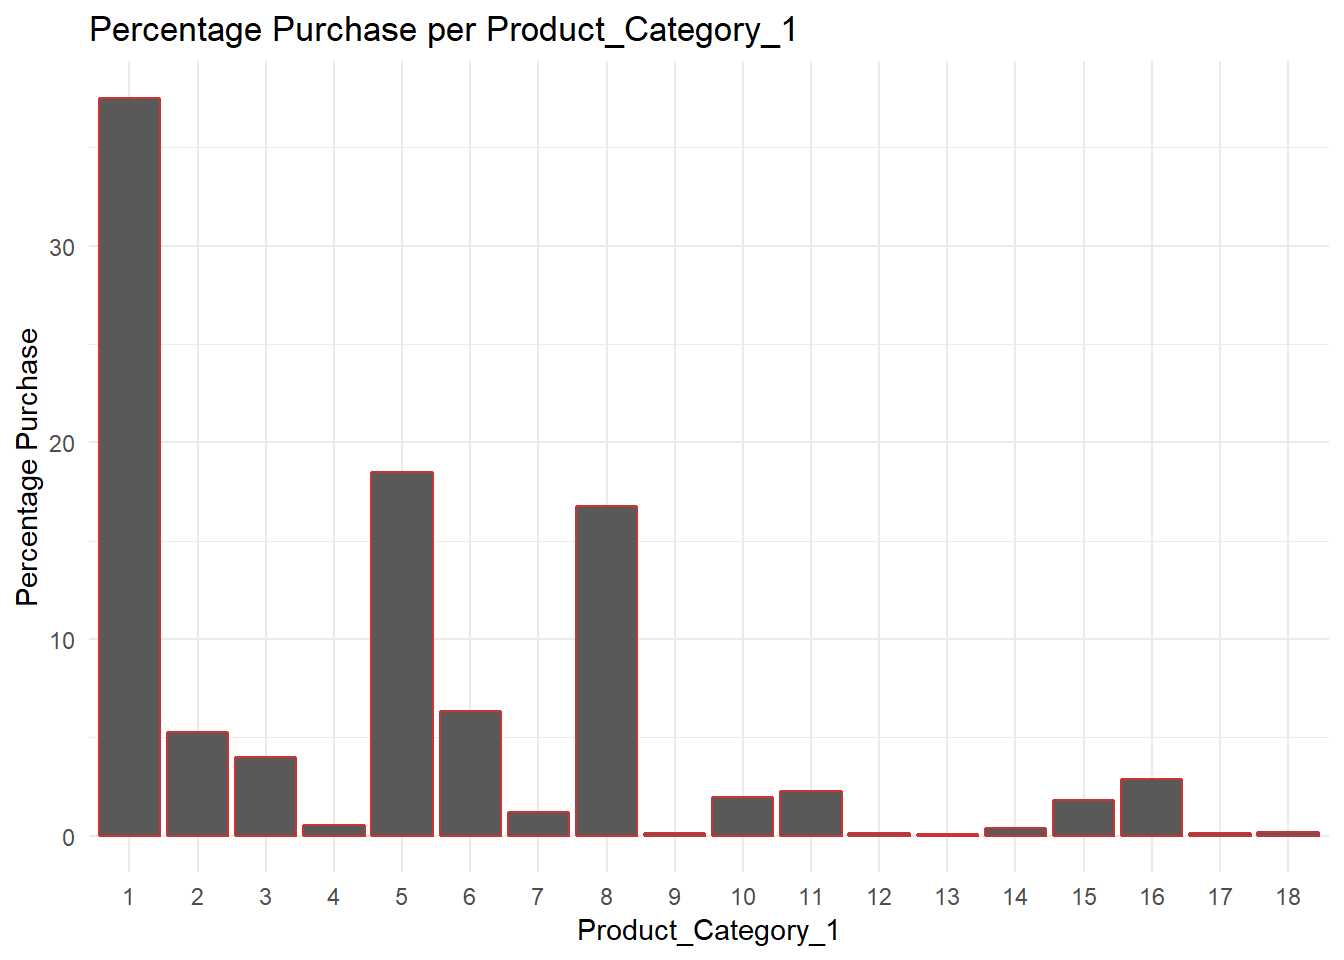 Percentage Purchase per Product_Category_1
Percentage Purchase
30
20
10
0
1 2 3 4 5 6 7 8 9 10 11 12 13 14 15 16 17 18
Product_Category_1